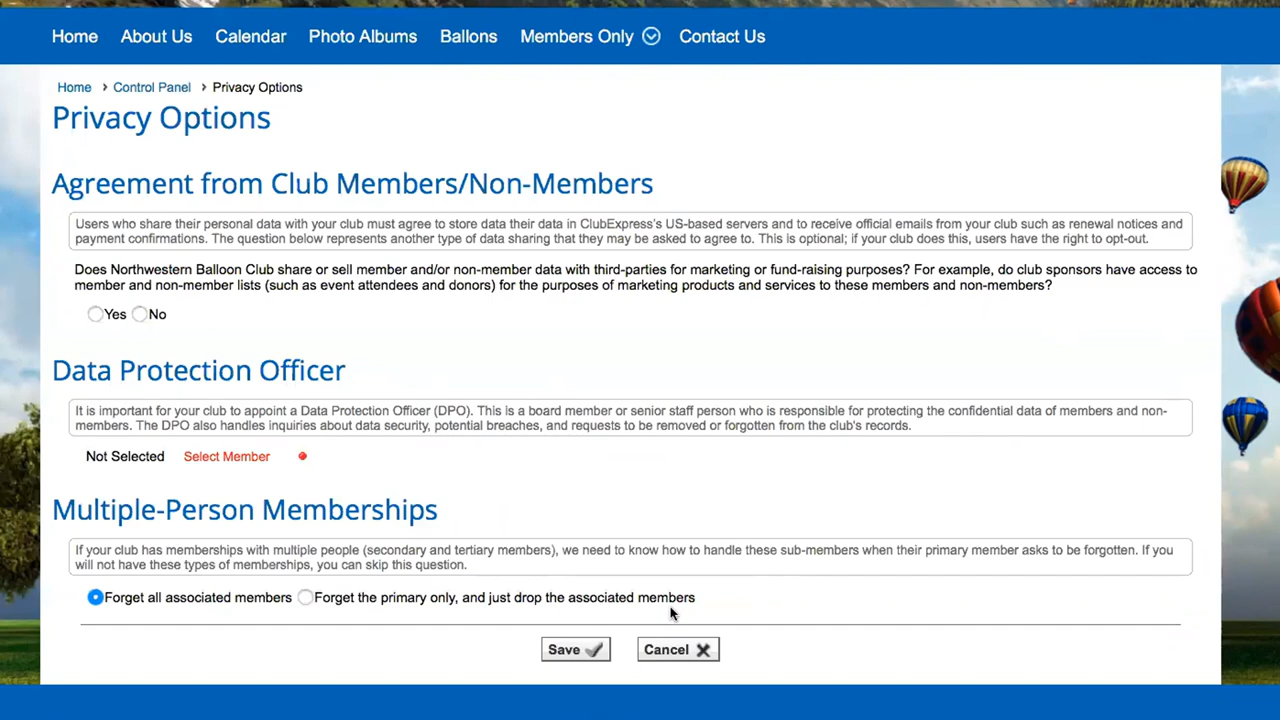 Home About Us Calendar Photo Albums Ballons Members Only Contact Us
Home > Control Panel > Privacy Options
Privacy Options
Agreement from Club Members/Non-Members
Users who share their personal data with your club must agree to store data their data in ClubExpress's US-based servers and to receive official emails from your club such as renewal notices and
payment confirmations. The question below represents another type of data sharing that they may be asked to agree to. This is optional; if your club does this, users have the right to opt-out.
Does Northwestern Balloon Club share or sell member and/or non-member data with third-parties for marketing or fund-raising purposes? For example, do club sponsors have access to
member and non-member lists (such as event attendees and donors) for the purposes of marketing products and services to these members and non-members?
Yes No
Data Protection Officer
It is important for your club to appoint a Data Protection Officer (DPO). This is a board member or senior staff person who is responsible for protecting the confidential data of members and non-
members. The DPO also handles inquiries about data security, potential breaches, and requests to be removed or forgotten from the club's records.
Not Selected Select Member
Multiple-Person Memberships
If your club has memberships with multiple people (secondary and tertiary members), we need to know how to handle these sub-members when their primary member asks to be forgotten. If you
will not have these types of memberships, you can skip this question.
Forget all associated members Forget the primary only, and just drop the associated members
Save Cancel